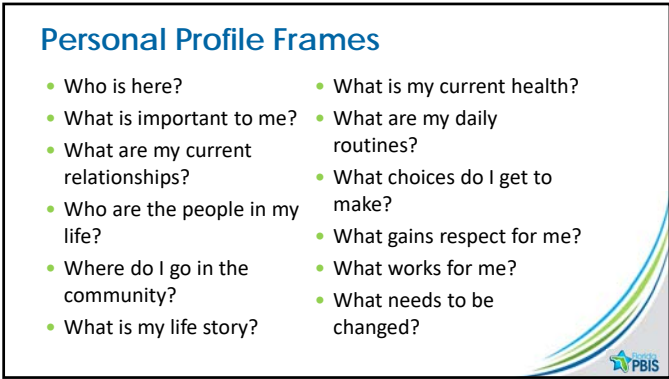 Personal Profile Frames
• Who is here?
• What is important to me?
• What are my current
relationships?
• Who are the people in my
life?
• Where do I go in the
community?
• What is my life story?
• What is my current health?
• What are my daily
routines?
• What choices do I get to
make?
• What gains respect for me?
• What works for me?
• What needs to be
changed?
Florida
PBIS